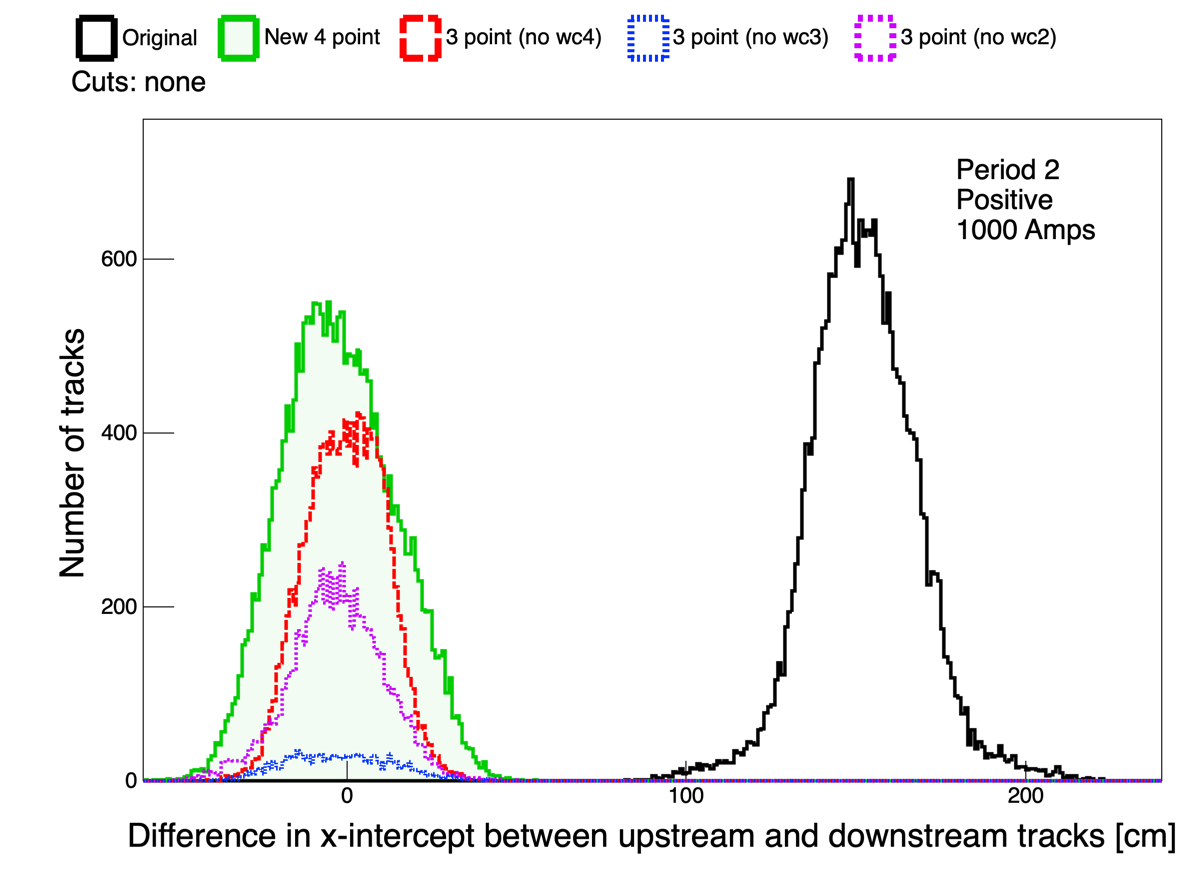 Original New 4 point 3 point (no wc4) 3 point (no wc3) 3 point (no wc2)
Cuts: none
Period 2
Positive
1000 Amps
600
400
200
0
Number of tracks
0 100 200
Difference in x-intercept between upstream and downstream tracks [cm]